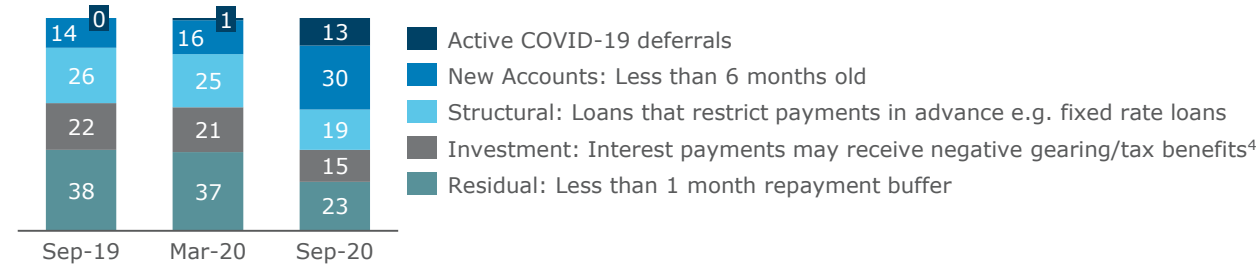 0
1
14
16
13
26
25
30
22
21
19
38
37
15
23
Sep-19
Mar-20
Sep-20
Active COVID-19 deferrals
New Accounts: Less than 6 months old
Structural: Loans that restrict payments in advance e.g. fixed rate loans
Investment: Interest payments may receive negative gearing/tax benefits⁴
Residual: Less than 1 month repayment buffer